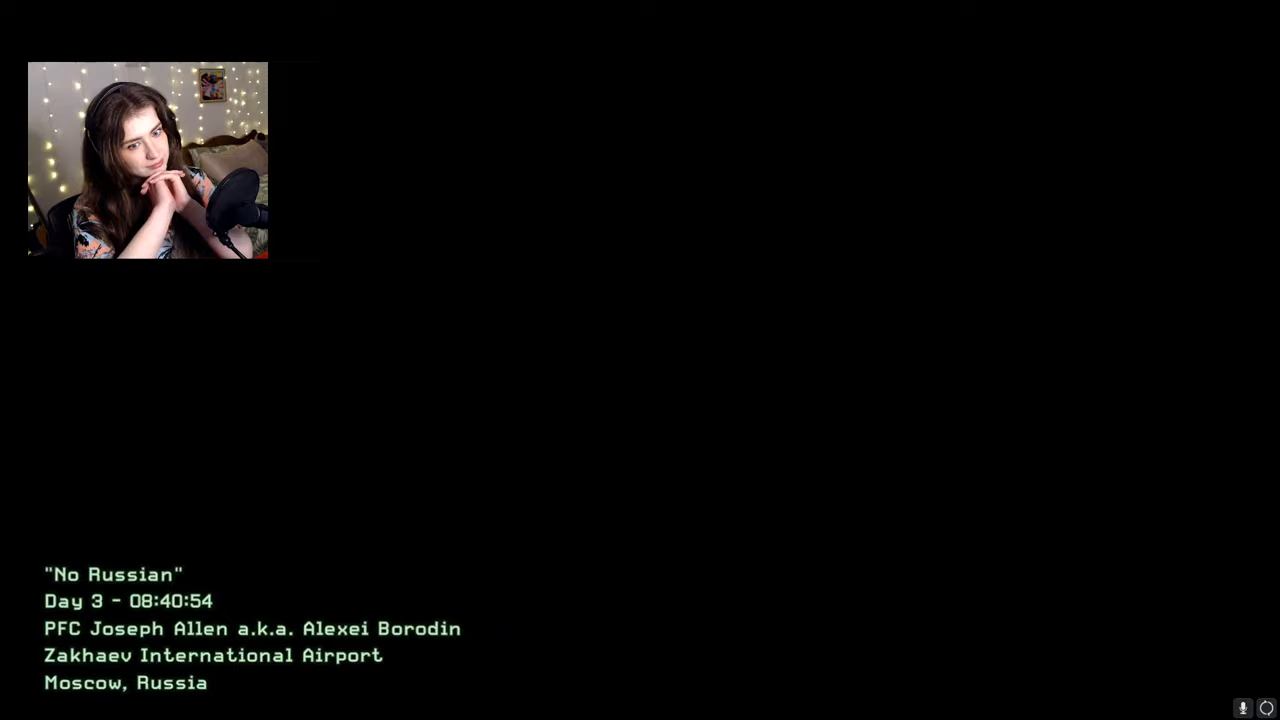 "No Russian"
Day 3 - 08:40:54
PFC Joseph Allen a.k.a. Alexei Borodin
Zakhaev International Airport
Moscow, Russia